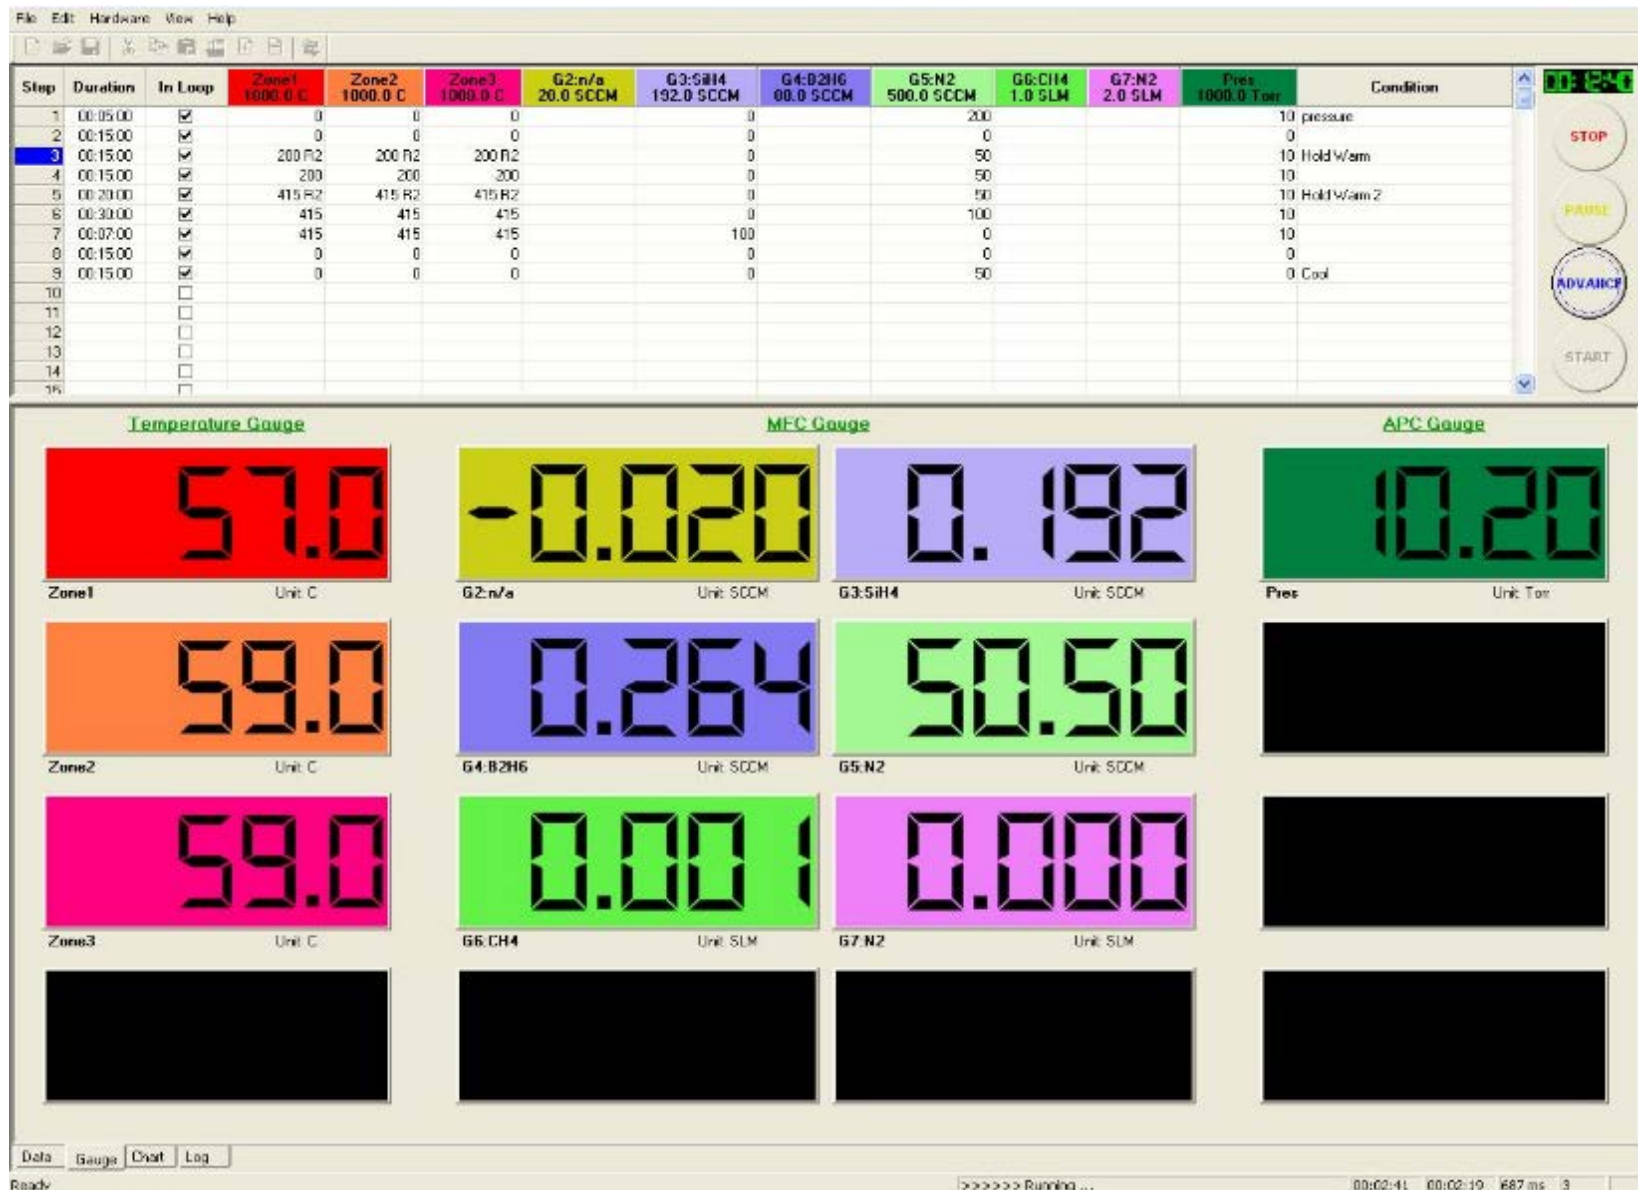 File Edit Hardware View Help
Step Duration In Loop Zone1 1000.0 C Zone2 1000.0 C Zone3 1000.0 C G2:n/a 20.0 SCCM G3:SiH4 192.0 SCCM G4:B2H6 00.0 SCCM G5:N2 500.0 SCCM G6:CH4 1.0 SLM G7:N2 2.0 SLM Pres 1000.0 Torr Condition
1 00:05:00 0 0 0 0 200 10 pressure
2 00:15:00 0 0 0 0 0 0
3 00:15:00 200 R2 200 R2 200 R2 0 50 10 Hold Warm
4 00:15:00 200 200 200 0 50 10
5 00:20:00 415 R2 415 R2 415 R2 0 50 10 Hold Warm 2
6 00:30:00 415 415 415 0 100 10
7 00:07:00 415 415 415 100 0 10
8 00:15:00 0 0 0 0 0 0
9 00:15:00 0 0 0 0 50 0 Cool
10
11
12
13
14
15
STOP
PAUSE
ADVANCE
START
Temperature Gauge MFC Gauge APC Gauge
57.0 -0.020 0.192 10.20
Zone1 Unit C G2:n/a Unit SCCM G3:SiH4 Unit SCCM Pres Unit Torr
59.0 0.264 50.50
Zone2 Unit C G4:B2H6 Unit SCCM G5:N2 Unit SCCM
59.0 0.001 0.000
Zone3 Unit C G6:CH4 Unit SLM G7:N2 Unit SLM
Data Gauge Chart Log
Ready >>>>>> Running ... 00:02:41 00:02:19 687 ms 3